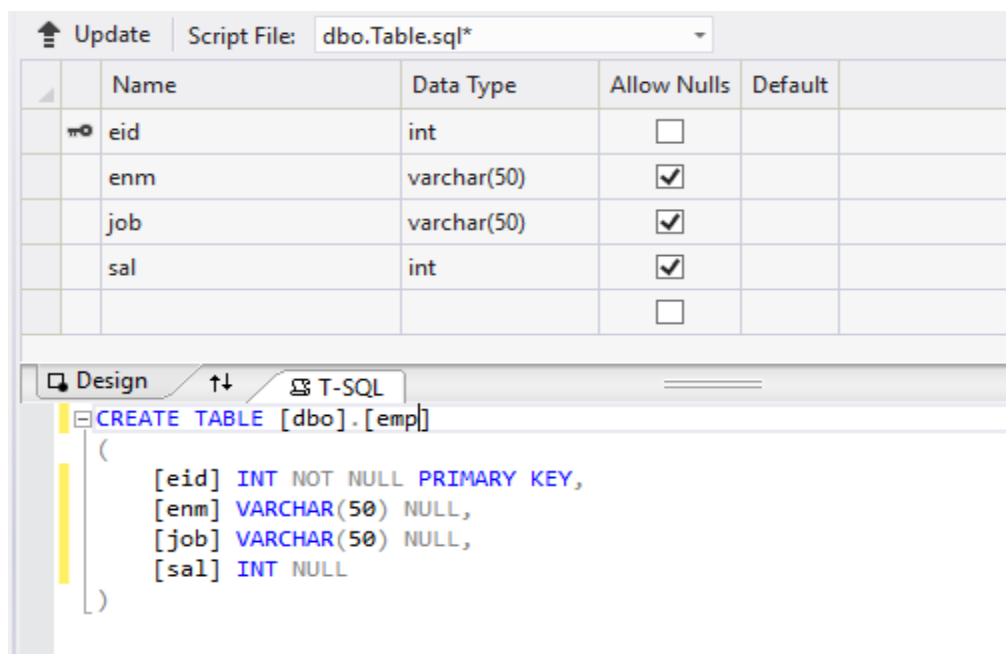 Update Script File: dbo.Table.sql*
Name Data Type Allow Nulls Default
eid int
enm varchar(50)
job varchar(50)
sal int
Design T-SQL
CREATE TABLE [dbo].[emp]
(
[eid] INT NOT NULL PRIMARY KEY,
[enm] VARCHAR(50) NULL,
[job] VARCHAR(50) NULL,
[sal] INT NULL
)